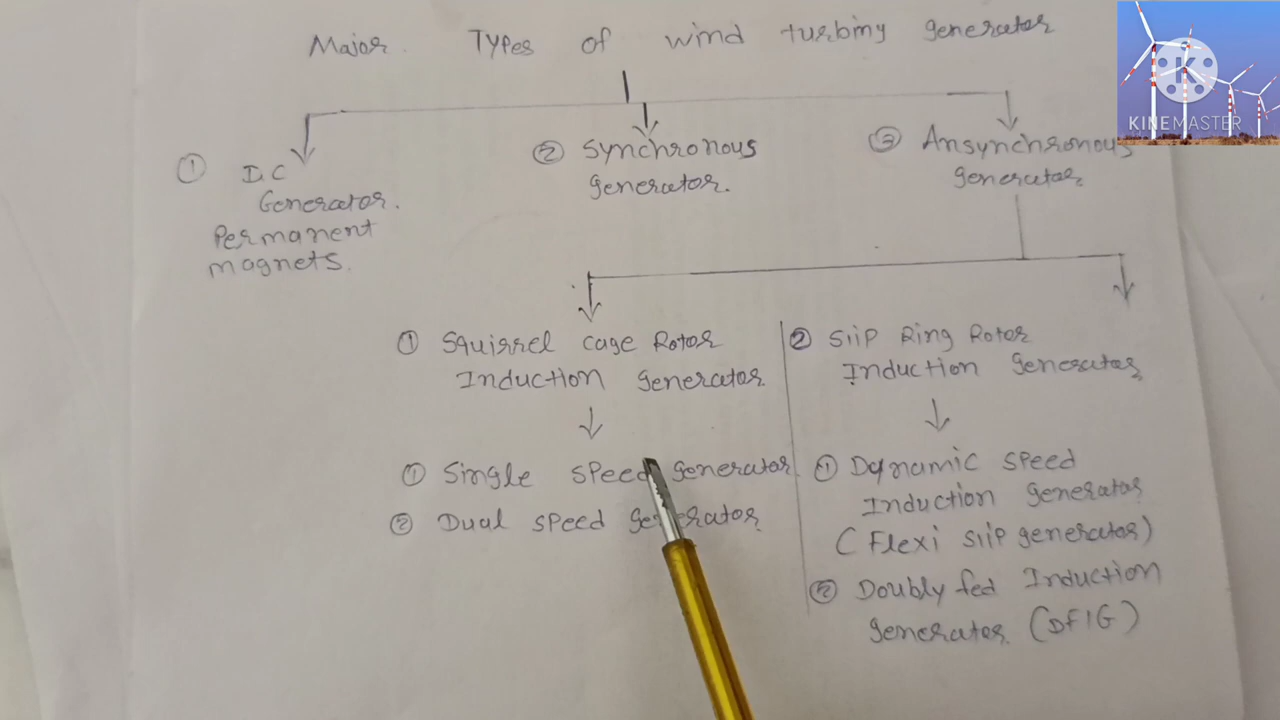 Major Types of wind turbiny generator
① D.C
Generator.
Permanent
magnets.
② Synchronous
generator.
③ Ansynchronous
generator
① Squirrel cage Rotor
Induction generator
② Slip Ring Rotor
Induction generator
① Single speed generator
② Dual speed generator
① Dynamic speed
Induction generator
(Flexi slip generator)
② Doubly fed Induction
generator (DFIG)
K
KINEMASTER